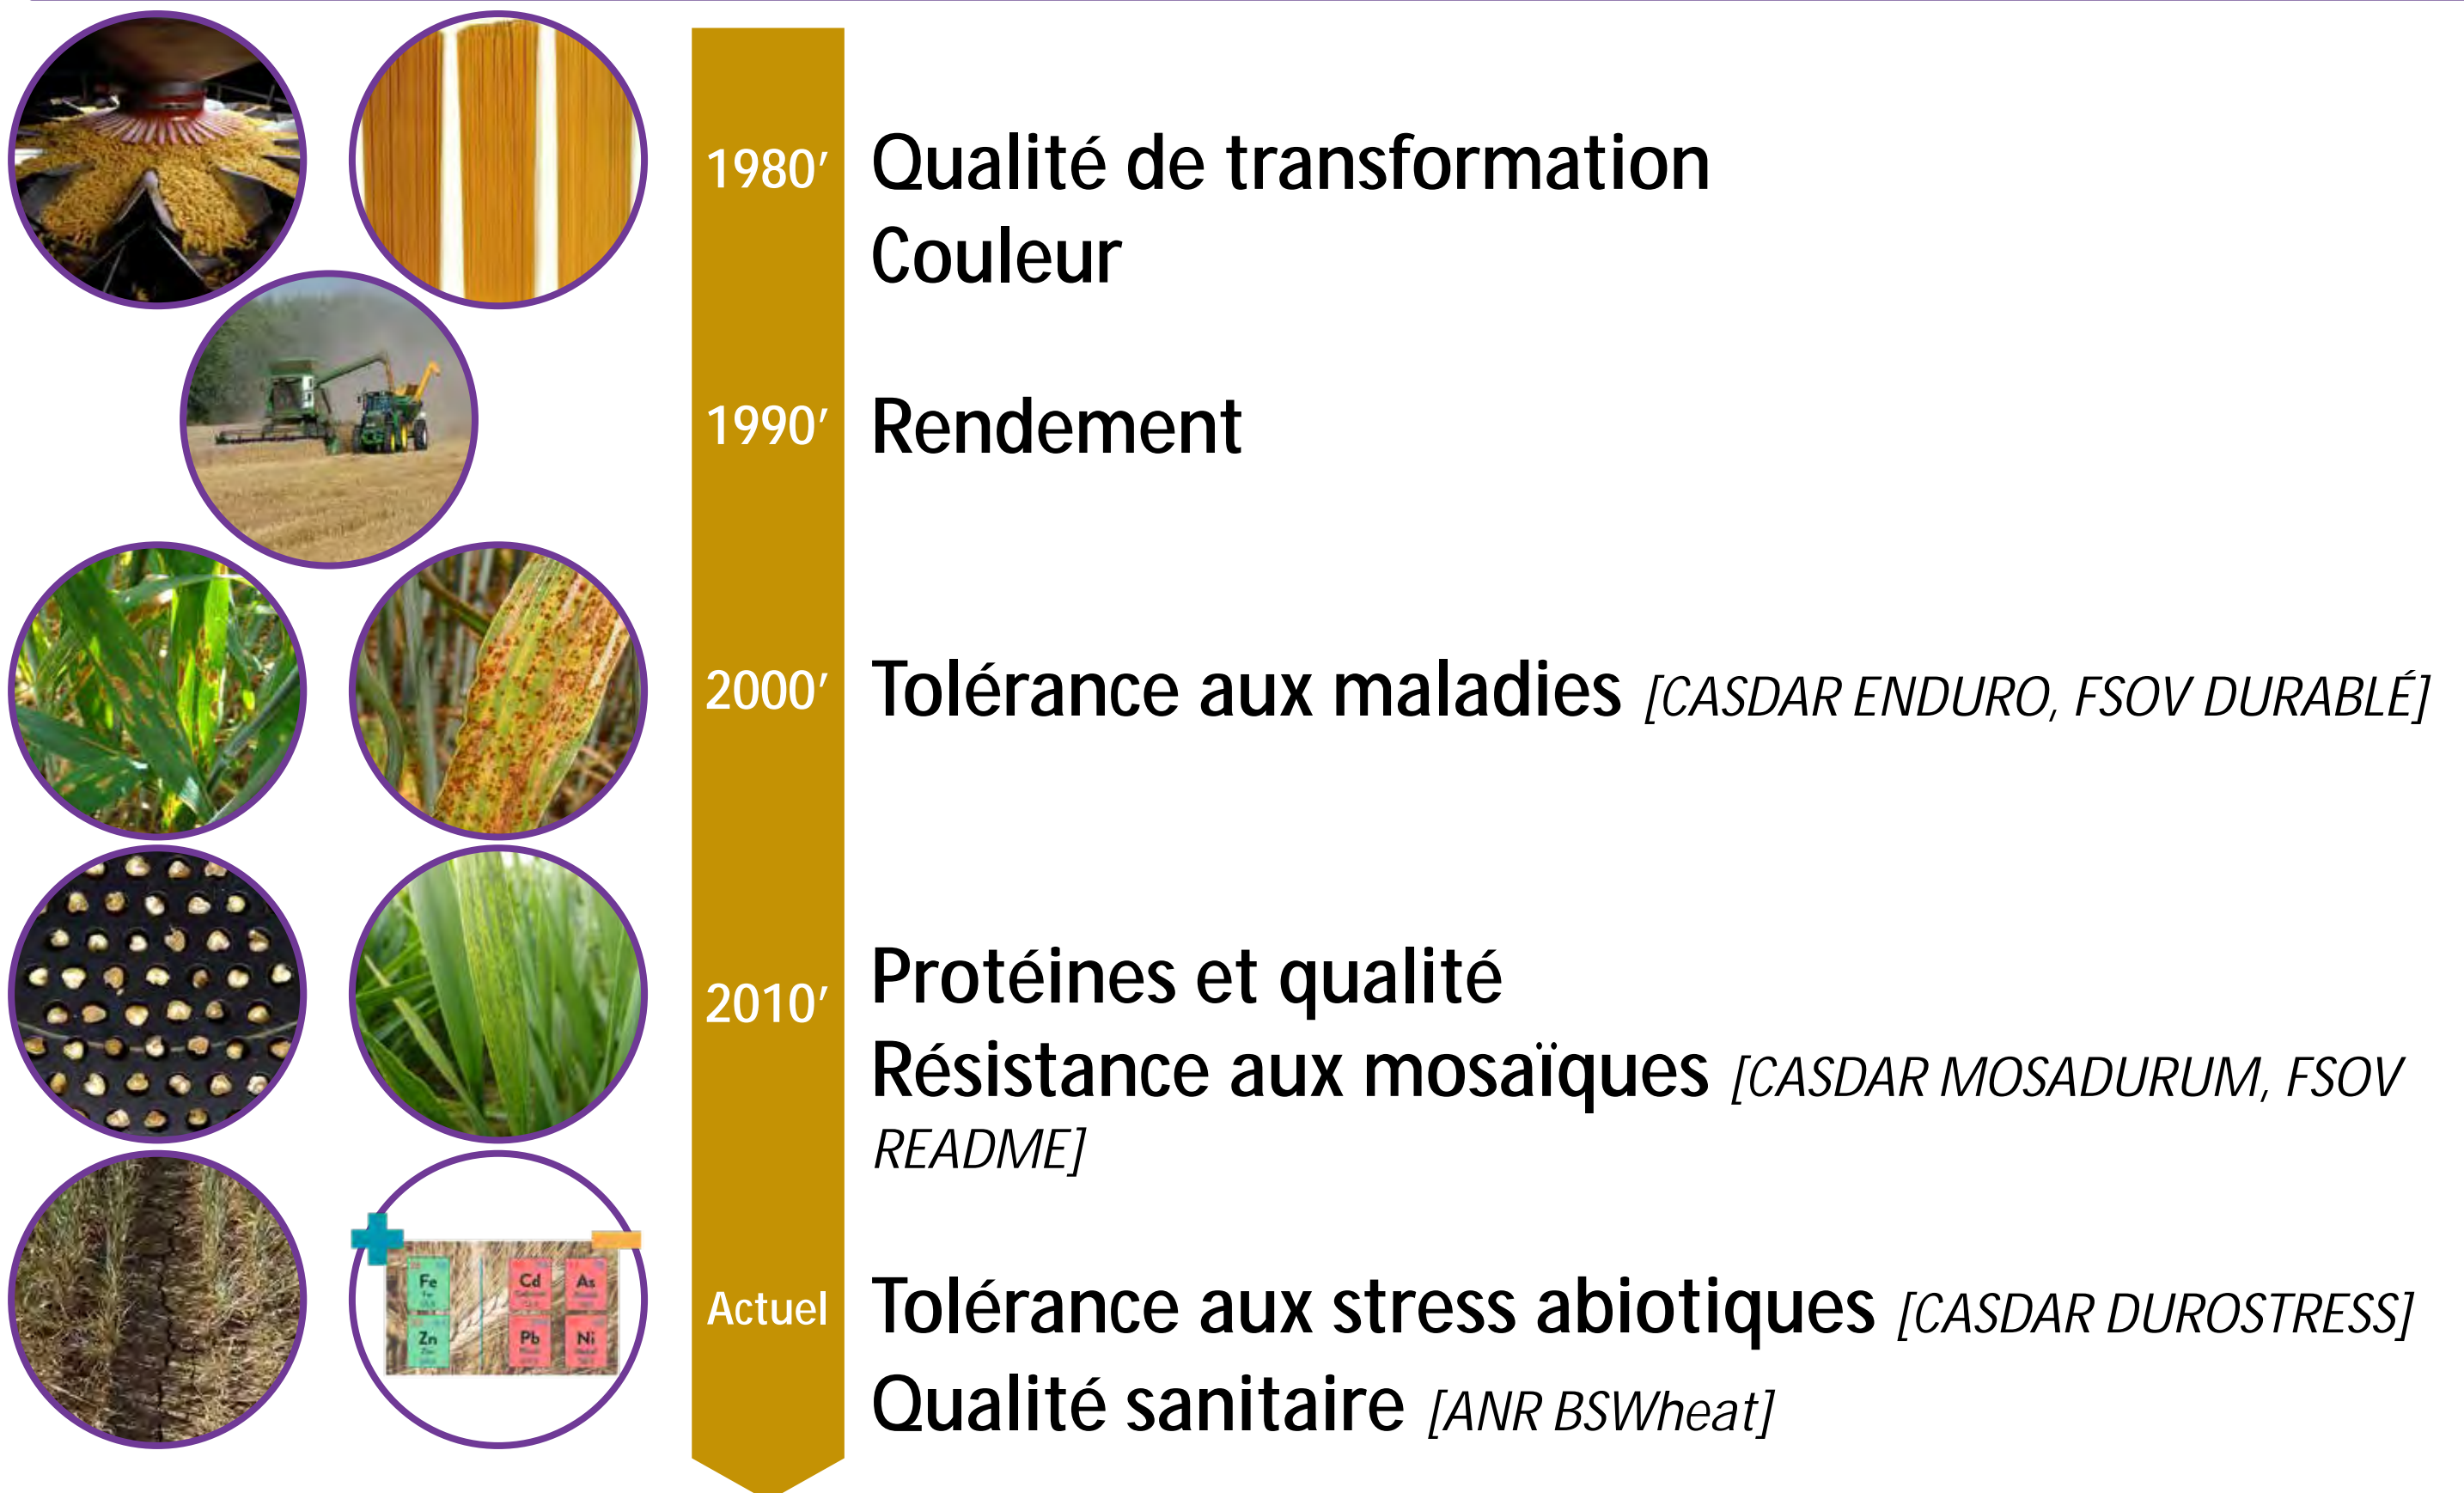 1980’
Qualité de transformation
Couleur
1990’
Rendement
2000’
Tolérance aux maladies [CASDAR ENDURO, FSOV DURABLÉ]
2010’
Protéines et qualité
Résistance aux mosaïques [CASDAR MOSADURUM, FSOV
README]
Fe
Cd
As
Zn
Pb
Ni
Actuel
Tolérance aux stress abiotiques [CASDAR DUROSTRESS]
Qualité sanitaire [ANR BSWheat]